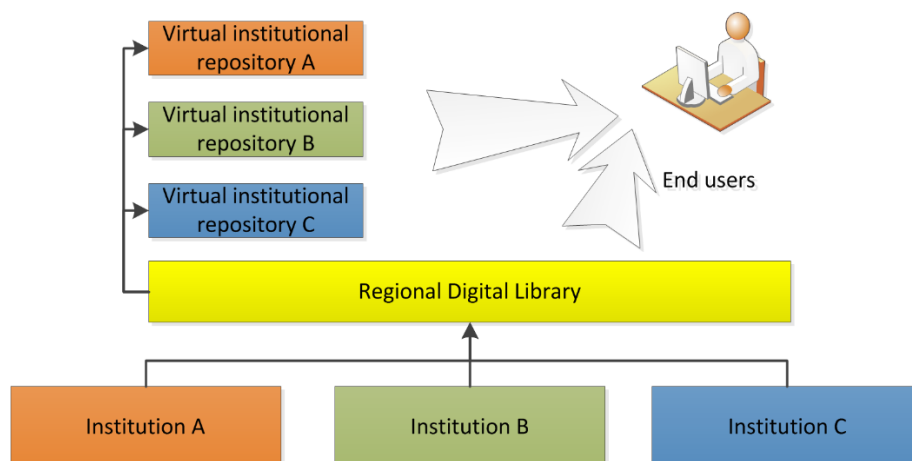 Virtual institutional
repository A
Virtual institutional
repository B
Virtual institutional
repository C
End users
Regional Digital Library
Institution A
Institution B
Institution C